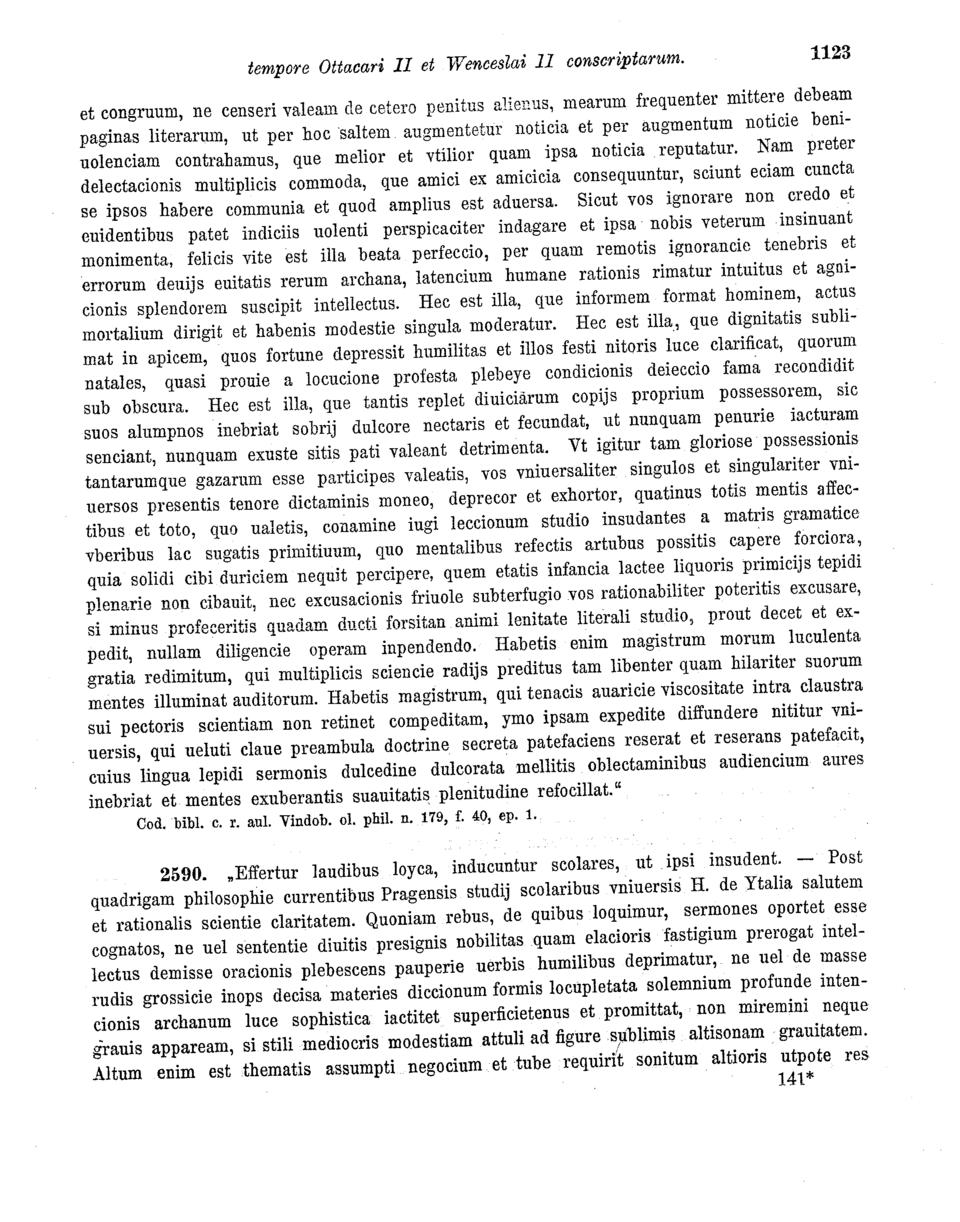 tempore Ottacari II et Wenceslai II conscriptarum.
1123
et congruum, ne censeri valeam de cetero penitus alienus, mearum frequenter mittere debeam
paginas literarum, ut per hoc saltem augmentetur noticia et per augmentum noticie beni-
uolenciam contrahamus, que melior et vtilior quam ipsa noticia reputatur. Nam preter
delectacionis multiplicis commoda, que amici ex amicicia consequuntur, sciunt eciam cuncta
se ipsos habere communia et quod amplius est aduersa. Sicut vos ignorare non credo et
euidentibus patet indiciis uolenti perspicaciter indagare et ipsa nobis veterum insinuant
monimenta, felicis vite est illa beata perfeccio, per quam remotis ignorancie tenebris et
errorum deuijs euitatis rerum archana, latencium humane rationis rimatur intuitus et agni-
cionis splendorem suscipit intellectus. Hec est illa, que informem format hominem, actus
mortalium dirigit et habenis modestie singula moderatur. Hec est illa, que dignitatis subli-
mat in apicem, quos fortune depressit humilitas et illos festi nitoris luce clarificat, quorum
natales, quasi prouie a locucione profesta plebeye condicionis deieccio fama recondidit
sub obscura. Hec est illa, que tantis replet diuiciarum copijs proprium possessorem, sic
suos alumpnos inebriat sobrij dulcore nectaris et fecundat, ut nunquam penurie iacturam
senciant, nunquam exuste sitis pati valeant detrimenta. Vt igitur tam gloriose possessionis
tantarumque gazarum esse participes valeatis, vos vniuersaliter singulos et singulariter vni-
uersos presentis tenore dictaminis moneo, deprecor et exhortor, quatinus totis mentis affec-
tibus et toto, quo ualetis, conamine iugi leccionum studio insudantes a matris gramatice
vberibus lac sugatis primitiuum, quo mentalibus refectis artubus possitis capere forciora,
quia solidi cibi duriciem nequit percipere, quem etatis infancia lactee liquoris primicijs tepidi
plenarie non cibauit, nec excusacionis friuole subterfugio vos rationabiliter poteritis excusare,
si minus profeceritis quadam ducti forsitan animi lenitate literali studio, prout decet et ex-
pedit, nullam diligencie operam inpendendo. Habetis enim magistrum morum luculenta
gratia redimitum, qui multiplicis sciencie radijs preditus tam libenter quam hilariter suorum
mentes illuminat auditorum. Habetis magistrum, qui tenacis auaricie viscositate intra claustra
sui pectoris scientiam non retinet compeditam, ymo ipsam expedite diffundere nititur vni-
uersis, qui ueluti claue preambula doctrine secreta patefaciens reserat et reserans patefacit,
cuius lingua lepidi sermonis dulcedine dulcorata mellitis oblectaminibus audiencium aures
inebriat et mentes exuberantis suauitatis plenitudine refocillat.“
Cod. bibl. c. r. aul. Vindob. ol. phil. n. 179, f. 40, ep. 1.
2590. „Effertur laudibus loyca, inducuntur scolares, ut ipsi insudent. — Post
quadrigam philosophie currentibus Pragensis studij scolaribus vniuersis H. de Ytalia salutem
et rationalis scientie claritatem. Quoniam rebus, de quibus loquimur, sermones oportet esse
cognatos, ne uel sententie diuitis presignis nobilitas quam elacioris fastigium prerogat intel-
lectus demisse oracionis plebescens pauperie uerbis humilibus deprimatur, ne uel de masse
rudis grossicie inops decisa materies diccionum formis locupletata solemnium profunde inten-
cionis archanum luce sophistica iactitet superficietenus et promittat, non miremini neque
grauis appaream, si stili mediocris modestiam attuli ad figure sublimis altisonam grauitatem.
Altum enim est thematis assumpti negocium et tube requirit sonitum altioris utpote res
141*